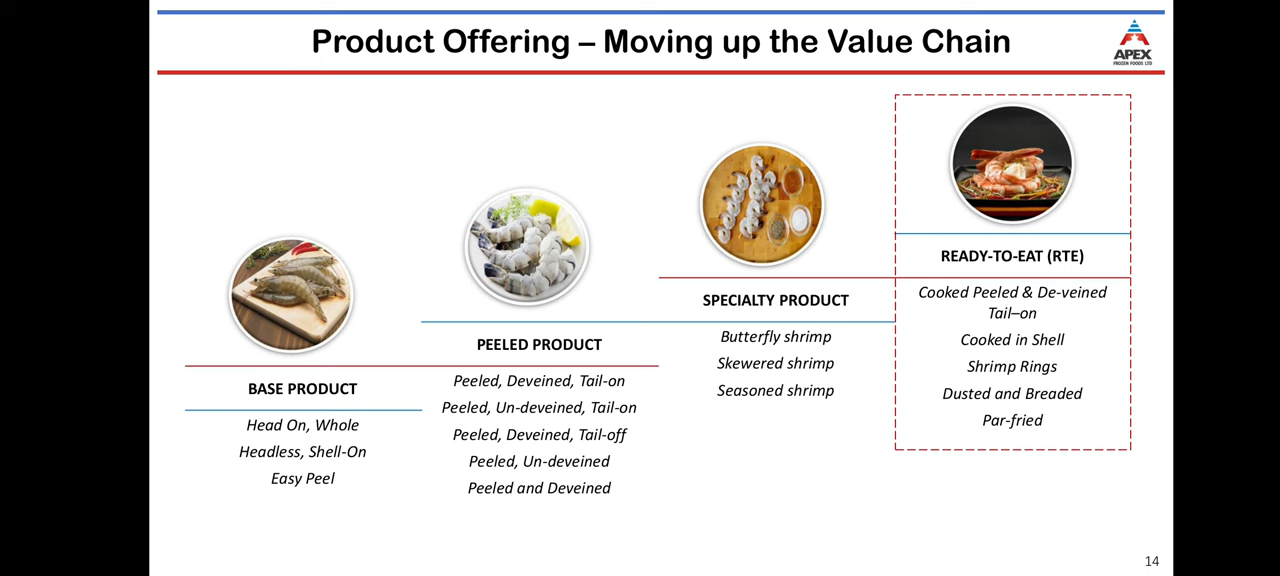 Product Offering – Moving up the Value Chain
APEX
FROZEN FOODS LTD
BASE PRODUCT
Head On, Whole
Headless, Shell-On
Easy Peel
PEELED PRODUCT
Peeled, Deveined, Tail-on
Peeled, Un-deveined, Tail-on
Peeled, Deveined, Tail-off
Peeled, Un-deveined
Peeled and Deveined
SPECIALTY PRODUCT
Butterfly shrimp
Skewered shrimp
Seasoned shrimp
READY-TO-EAT (RTE)
Cooked Peeled & De-veined
Tail–on
Cooked in Shell
Shrimp Rings
Dusted and Breaded
Par-fried
14